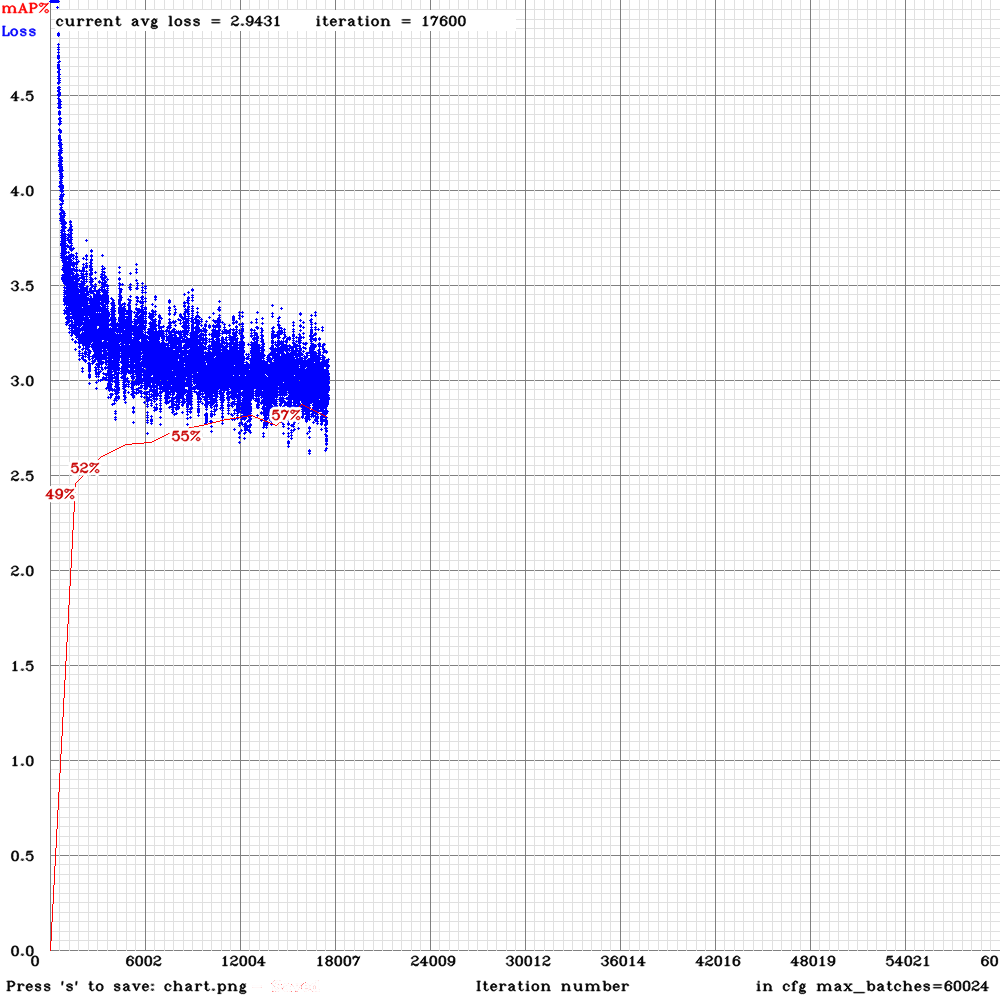 mAP%
Loss
current avg loss = 2.9431 iteration = 17600
4.5
4.0
3.5
3.0
57%
55%
52%
2.5
49%
2.0
1.5
1.0
0.5
0.0
0 6002 12004 18007 24009 30012 36014 42016 48019 54021 60
Press 's' to save: chart.png Iteration number in cfg max_batches=60024